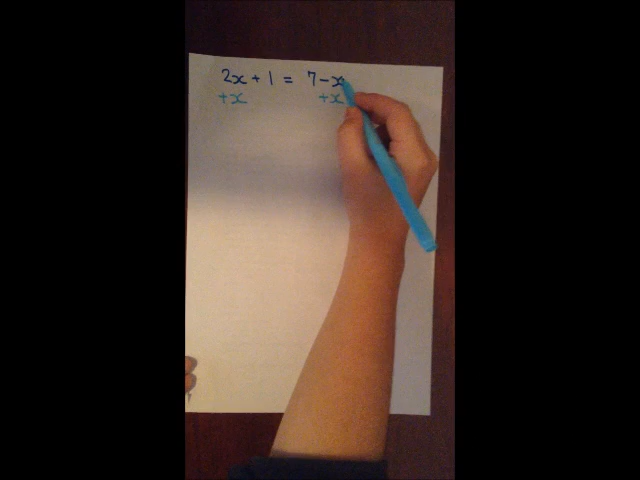 2x + 1 = 7 - x
+x +x